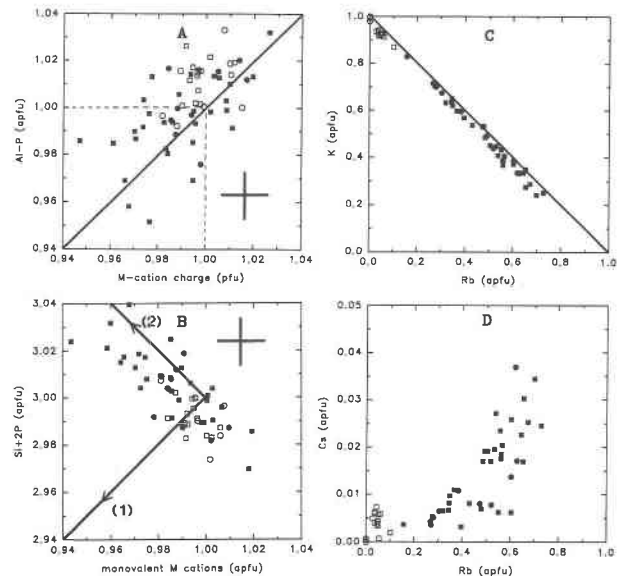 A
1,04
1,02
1,00
0,98
0,96
0,94
Al-P (apfu)
0,94 0,96 0,98 1,00 1,02 1,04
M-cation charge (pfu)
C
1.0
0.8
0.6
0.4
0.2
0.0
K (apfu)
0.0 0.2 0.4 0.6 0.8 1.0
Rb (apfu)
B
(2)
(1)
3,04
3,02
3,00
2,98
2,96
2,94
Si+2P (apfu)
0,94 0,96 0,98 1,00 1,02 1,04
monovalent M cations (apfu)
D
0.05
0.04
0.03
0.02
0.01
0.00
Cs (apfu)
0.0 0.2 0.4 0.6 0.8 1.0
Rb (apfu)